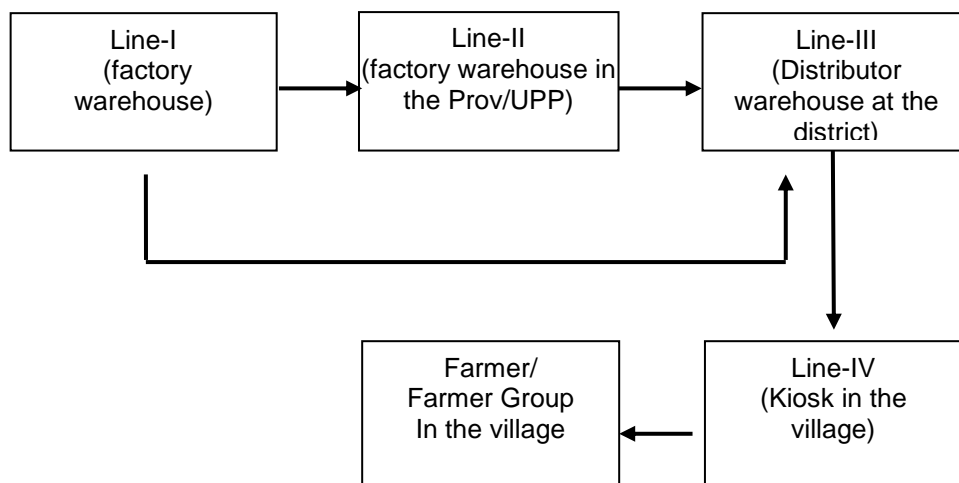 Line-I
(factory
warehouse)
Line-II
(factory warehouse in
the Prov/UPP)
Line-III
(Distributor
warehouse at the
district)
Farmer/
Farmer Group
In the village
Line-IV
(Kiosk in the
village)